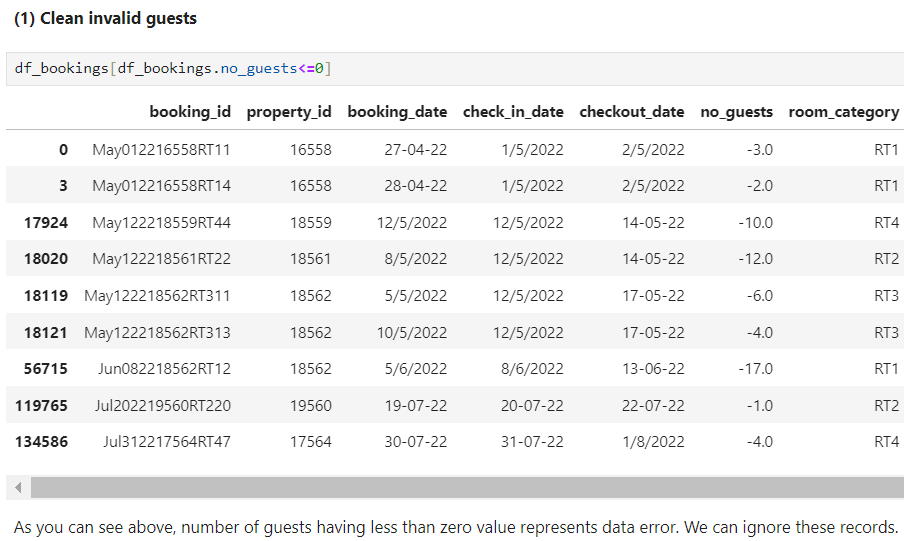 (1) Clean invalid guests
df_bookings[df_bookings.no_guests<=0]
booking_id property_id booking_date check_in_date checkout_date no_guests room_category
0 May012216558RT11 16558 27-04-22 1/5/2022 2/5/2022 -3.0 RT1
3 May012216558RT14 16558 28-04-22 1/5/2022 2/5/2022 -2.0 RT1
17924 May122218559RT44 18559 12/5/2022 12/5/2022 14-05-22 -10.0 RT4
18020 May122218561RT22 18561 8/5/2022 12/5/2022 14-05-22 -12.0 RT2
18119 May122218562RT311 18562 5/5/2022 12/5/2022 17-05-22 -6.0 RT3
18121 May122218562RT313 18562 10/5/2022 12/5/2022 17-05-22 -4.0 RT3
56715 Jun082218562RT12 18562 5/6/2022 8/6/2022 13-06-22 -17.0 RT1
119765 Jul202219560RT220 19560 19-07-22 20-07-22 22-07-22 -1.0 RT2
134586 Jul312217564RT47 17564 30-07-22 31-07-22 1/8/2022 -4.0 RT4
As you can see above, number of guests having less than zero value represents data error. We can ignore these records.